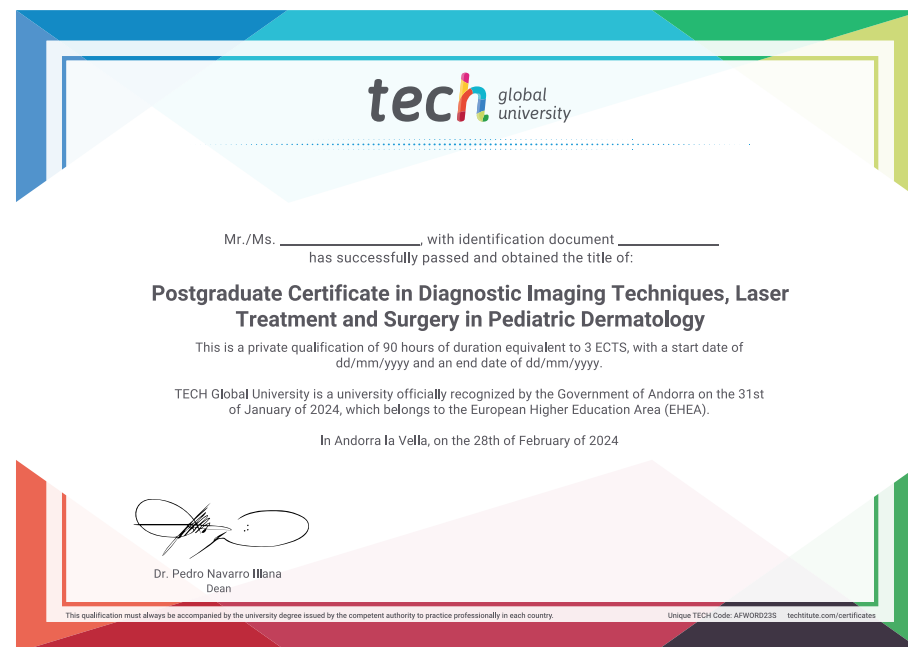 tech global
university
Mr./Ms. ____________, with identification document ____________
has successfully passed and obtained the title of:
Postgraduate Certificate in Diagnostic Imaging Techniques, Laser
Treatment and Surgery in Pediatric Dermatology
This is a private qualification of 90 hours of duration equivalent to 3 ECTS, with a start date of
dd/mm/yyyy and an end date of dd/mm/yyyy.
TECH Global University is a university officially recognized by the Government of Andorra on the 31st
of January of 2024, which belongs to the European Higher Education Area (EHEA).
In Andorra la Vella, on the 28th of February of 2024
Dr. Pedro Navarro Illana
Dean
This qualification must always be accompanied by the university degree issued by the competent authority to practice professionally in each country.
Unique TECH Code: AFWORD23S techtitute.com/certificates